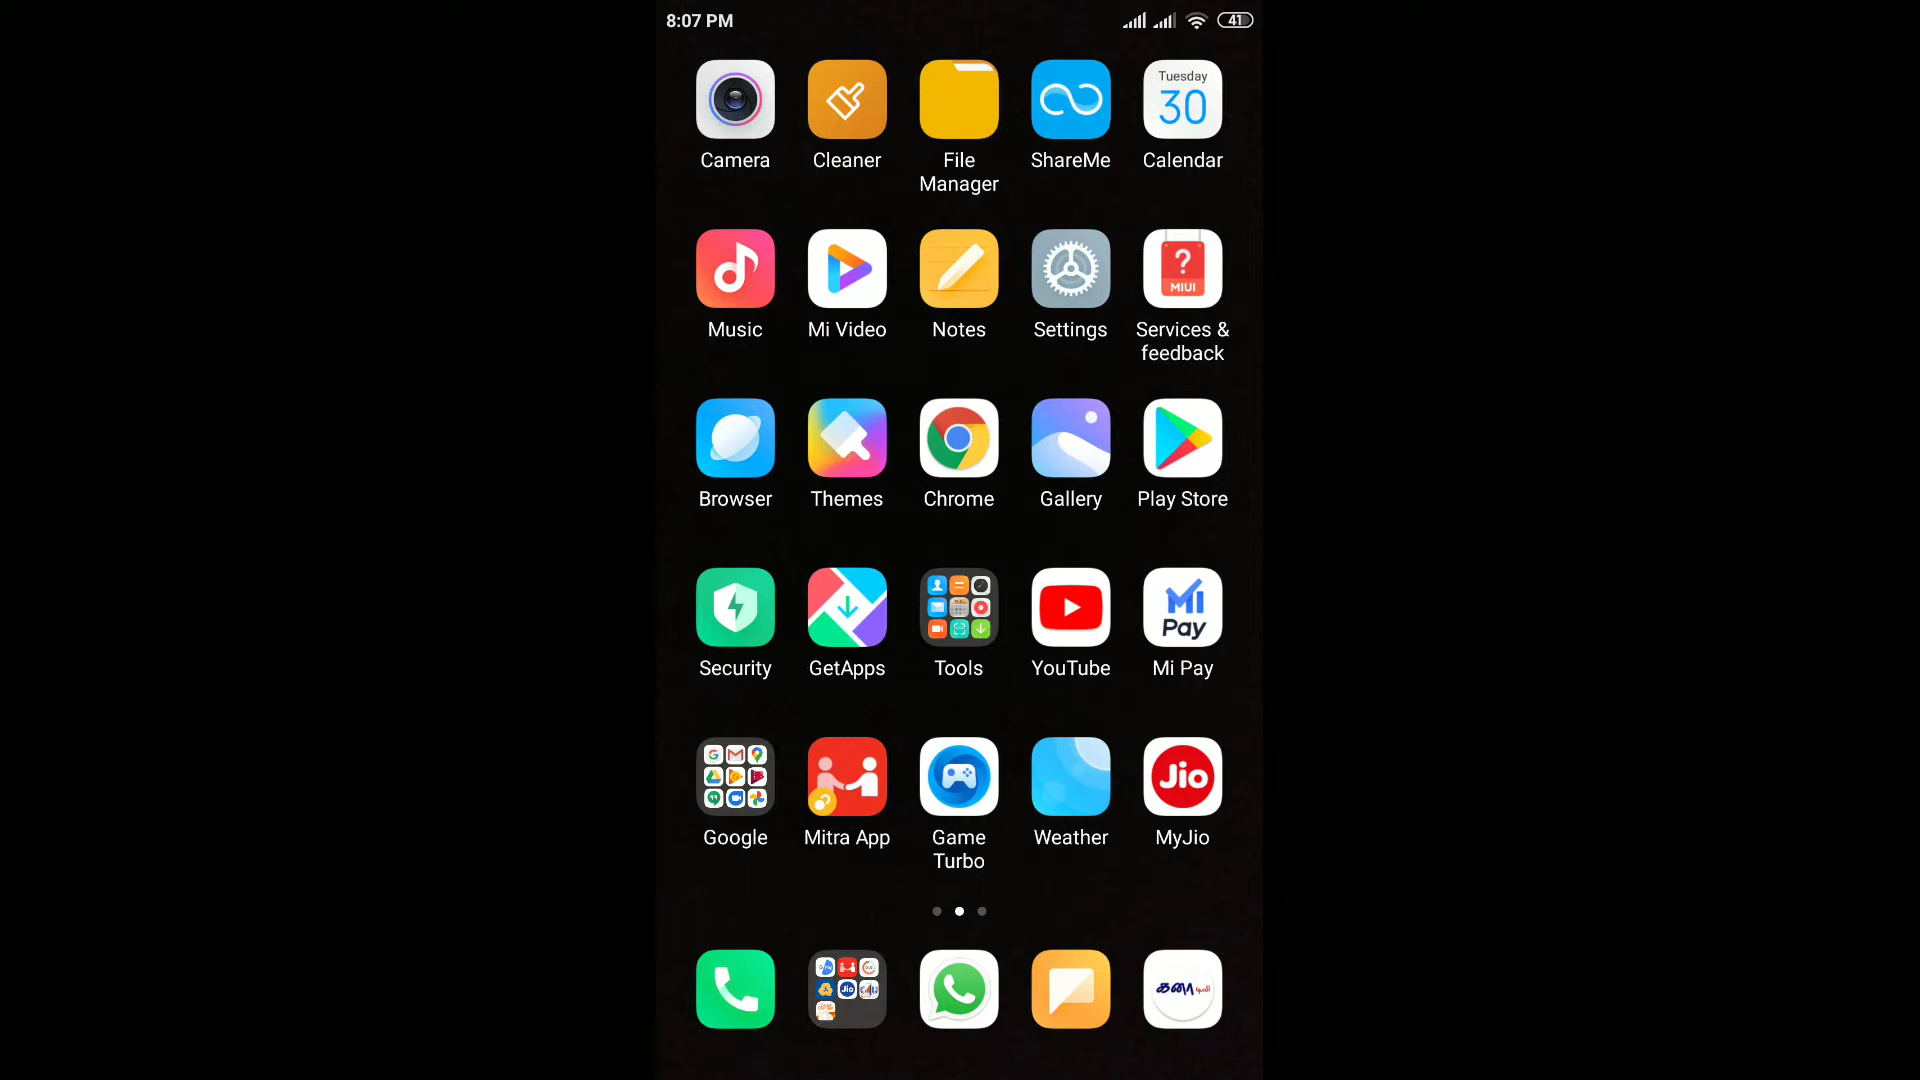 8:07 PM
41
Tuesday
30
Camera
Cleaner
File
Manager
ShareMe
Calendar
?
MIUI
Music
Mi Video
Notes
Settings
Services &
feedback
Browser
Themes
Chrome
Gallery
Play Store
Mi
Pay
Security
GetApps
Tools
YouTube
Mi Pay
Jio
Google
Mitra App
Game
Turbo
Weather
MyJio
Jio